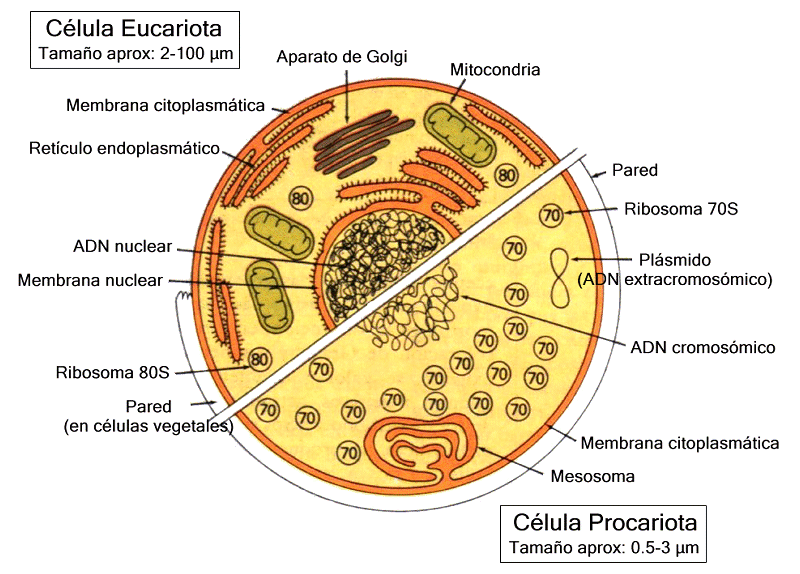 Célula Eucariota
Tamaño aprox: 2-100 µm
Aparato de Golgi
Mitocondria
Membrana citoplasmática
Retículo endoplasmático
80
Pared
80
70
Ribosoma 70S
ADN nuclear
70
Plásmido
(ADN extracromosómico)
Membrana nuclear
70
70
70
70
ADN cromosómico
80
Ribosoma 80S
70
70
70
70
70
Pared
(en células vegetales)
70
70
70
70
70
70
70
70
Membrana citoplasmática
70
Mesosoma
Célula Procariota
Tamaño aprox: 0.5-3 µm